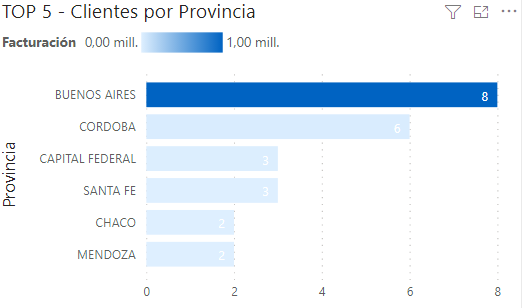 TOP 5 - Clientes por Provincia
Facturación 0,00 mill. 1,00 mill.
Provincia
BUENOS AIRES 8
CORDOBA 6
CAPITAL FEDERAL 3
SANTA FE 3
CHACO 2
MENDOZA 2
0 2 4 6 8